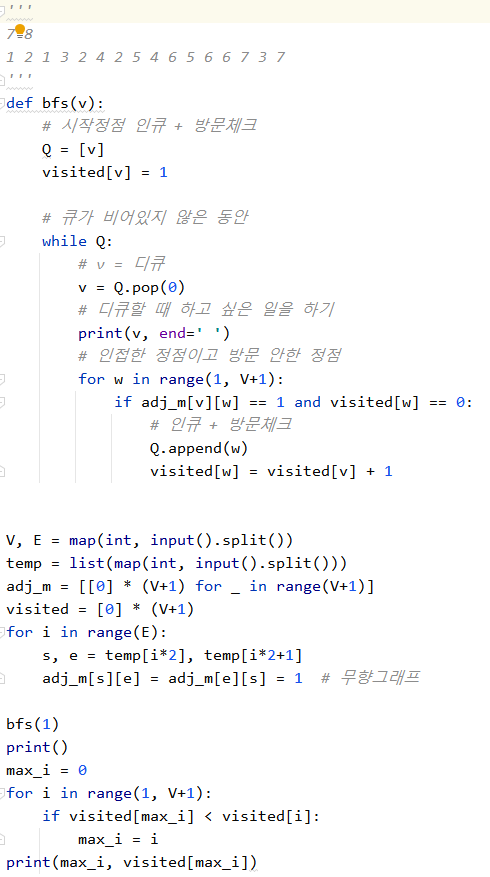 '''
7 8
1 2 1 3 2 4 2 5 4 6 5 6 6 7 3 7
'''
def bfs(v):
    # 시작정점 인큐 + 방문체크
    Q = [v]
    visited[v] = 1

    # 큐가 비어있지 않은 동안
    while Q:
        # v = 디큐
        v = Q.pop(0)
        # 디큐할 때 하고 싶은 일을 하기
        print(v, end=' ')
        # 인접한 정점이고 방문 안한 정점
        for w in range(1, V+1):
            if adj_m[v][w] == 1 and visited[w] == 0:
                # 인큐 + 방문체크
                Q.append(w)
                visited[w] = visited[v] + 1


V, E = map(int, input().split())
temp = list(map(int, input().split()))
adj_m = [[0] * (V+1) for _ in range(V+1)]
visited = [0] * (V+1)
for i in range(E):
    s, e = temp[i*2], temp[i*2+1]
    adj_m[s][e] = adj_m[e][s] = 1  # 무향그래프

bfs(1)
print()
max_i = 0
for i in range(1, V+1):
    if visited[max_i] < visited[i]:
        max_i = i
print(max_i, visited[max_i])